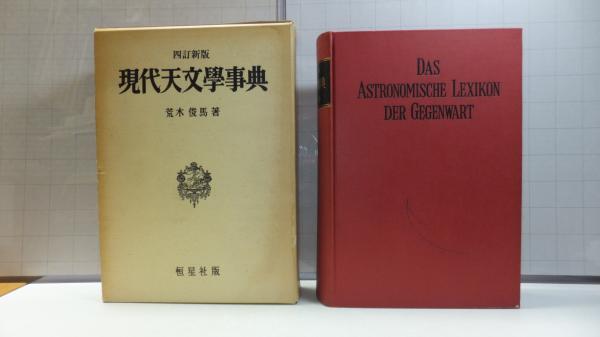 四訂新版
現代天文學事典
荒木俊馬著
恒星社版
DAS
ASTRONOMISCHE LEXIKON
DER GEGENWART